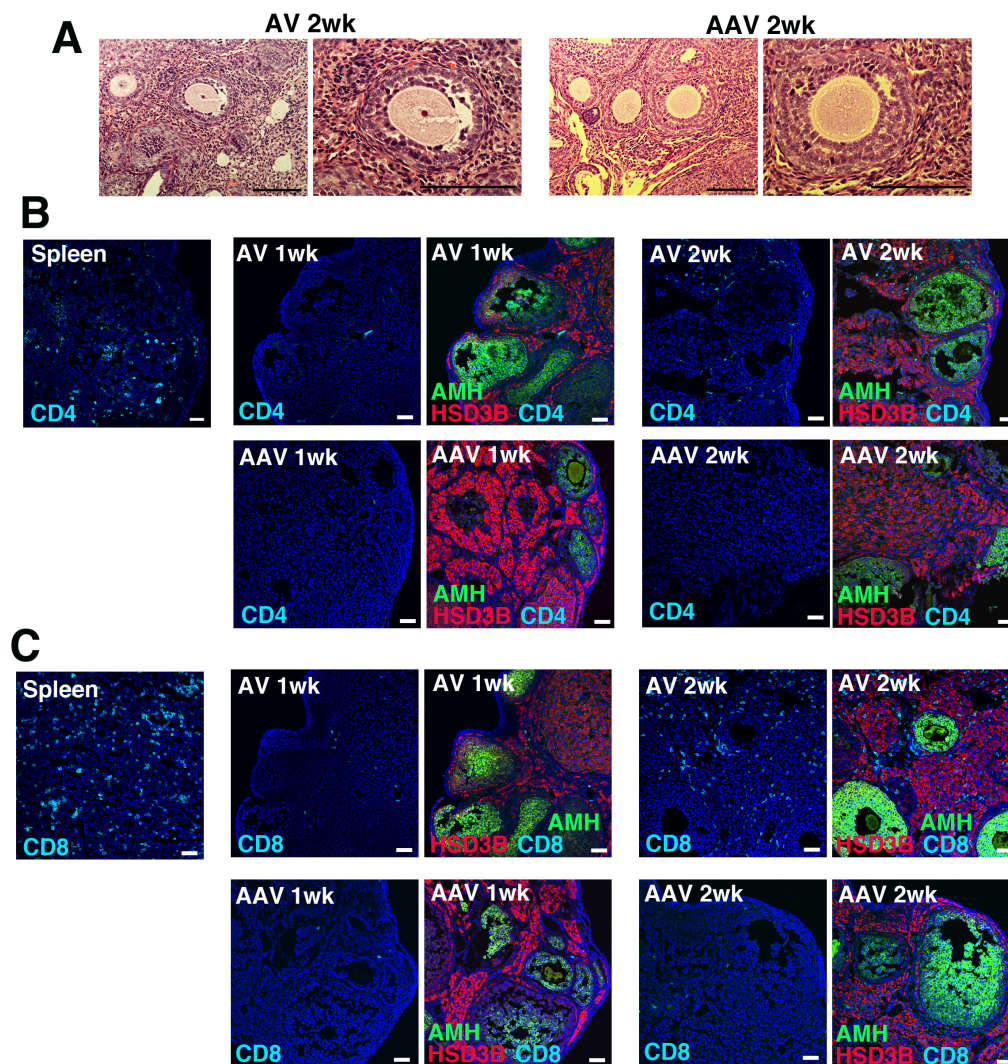 A
AV 2wk
AAV 2wk
B
Spleen
CD4
AV 1wk
CD4
AV 1wk
AMH
HSD3B CD4
AV 2wk
CD4
AV 2wk
AMH
HSD3B CD4
AAV 1wk
CD4
AAV 1wk
AMH
HSD3B CD4
AAV 2wk
CD4
AAV 2wk
AMH
HSD3B CD4
C
Spleen
CD8
AV 1wk
CD8
AV 1wk
AMH
HSD3B CD8
AV 2wk
CD8
AV 2wk
AMH
HSD3B CD8
AAV 1wk
CD8
AAV 1wk
AMH
HSD3B CD8
AAV 2wk
CD8
AAV 2wk
AMH
HSD3B CD8